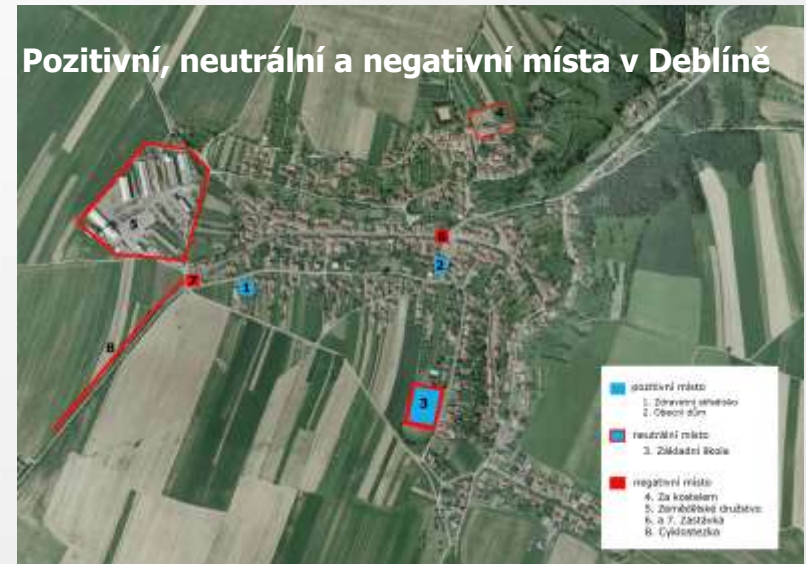 Pozitivní, neutrální a negativní místa v Deblíně
4
5
6
7
2
1
8
3
pozitivní místo
1. Zdravotní středisko
2. Obecní dům
neutrální místo
3. Základní škola
negativní místo
4. Za kostelem
5. Zemědělské družstvo
6. a 7. Zastávka
8. Cyklostezka